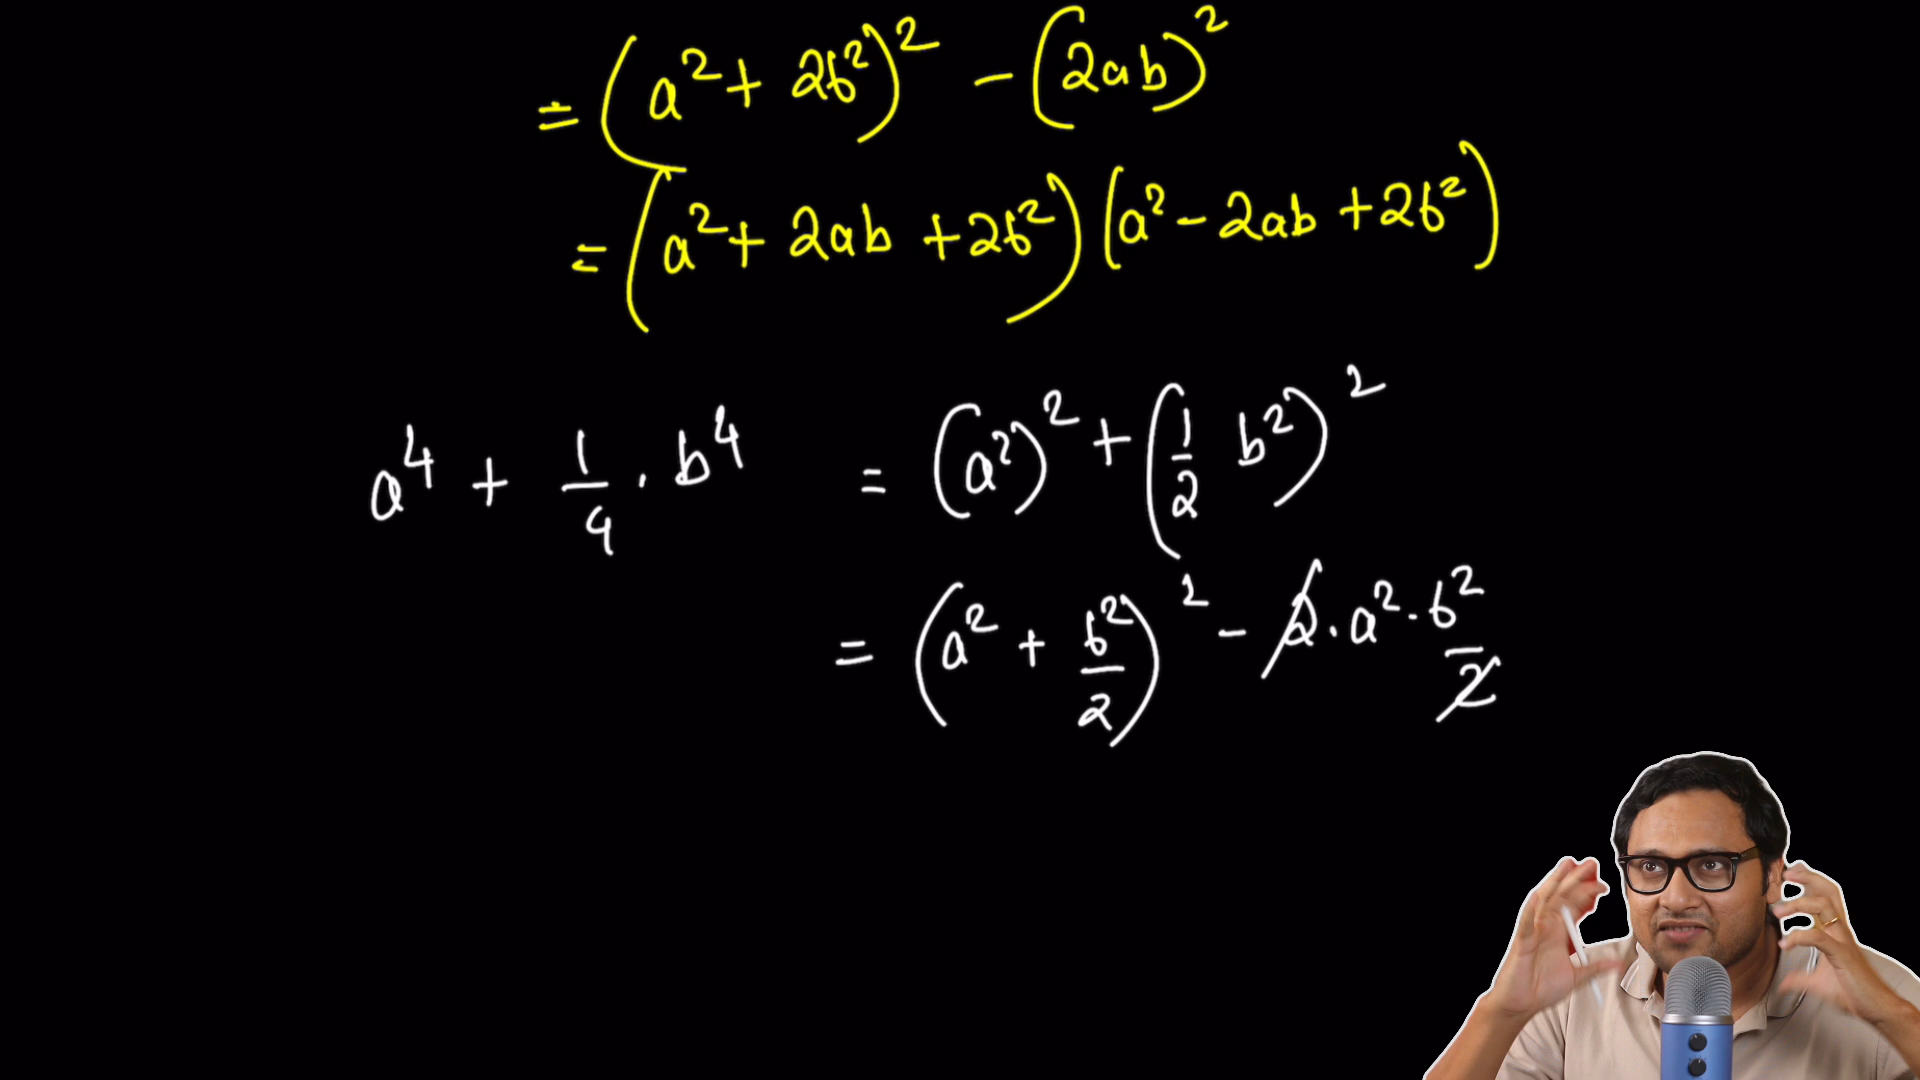 = (a² + 2b²)² - (2ab)²
= (a² + 2ab + 2b²) (a² - 2ab + 2b²)
a⁴ + 1/4 · b⁴ = (a²)² + (1/2 b²)²
= (a² + b²/2)² - 2 · a² · b²/2